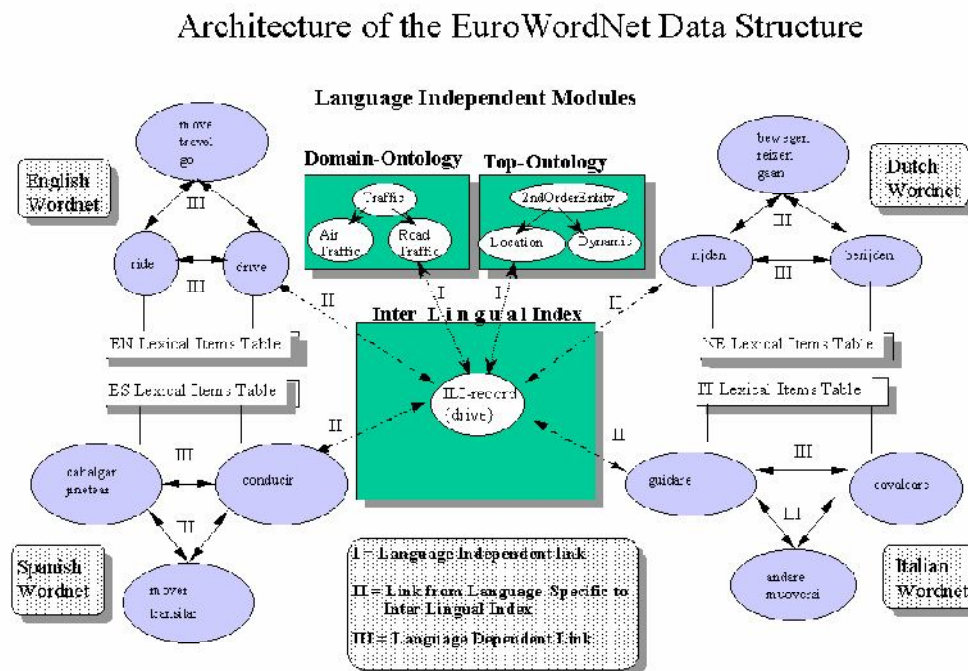 Architecture of the EuroWordNet Data Structure
Language Independent Modules
move
travel
go
English
Wordnet
III
ride
drive
III
EN Lexical Items Table
ES Lexical Items Table
cabalgar
jinetear
III
conducir
III
Spanish
Wordnet
mover
transitar
Domain-Ontology
Traffic
Air
Traffic
Road
Traffic
Top-Ontology
2ndOrderEntity
Location
Dynamic
I
I
II
II
II
II
Inter Lingual Index
ILI-record
{drive}
bewegen
reizen
gaan
Dutch
Wordnet
III
rijden
berijden
III
NE Lexical Items Table
IT Lexical Items Table
guidare
III
cavalcare
III
andare
muoversi
Italian
Wordnet
I = Language Independent link
II = Link from Language Specific to
Inter Lingual Index
III = Language Dependent Link